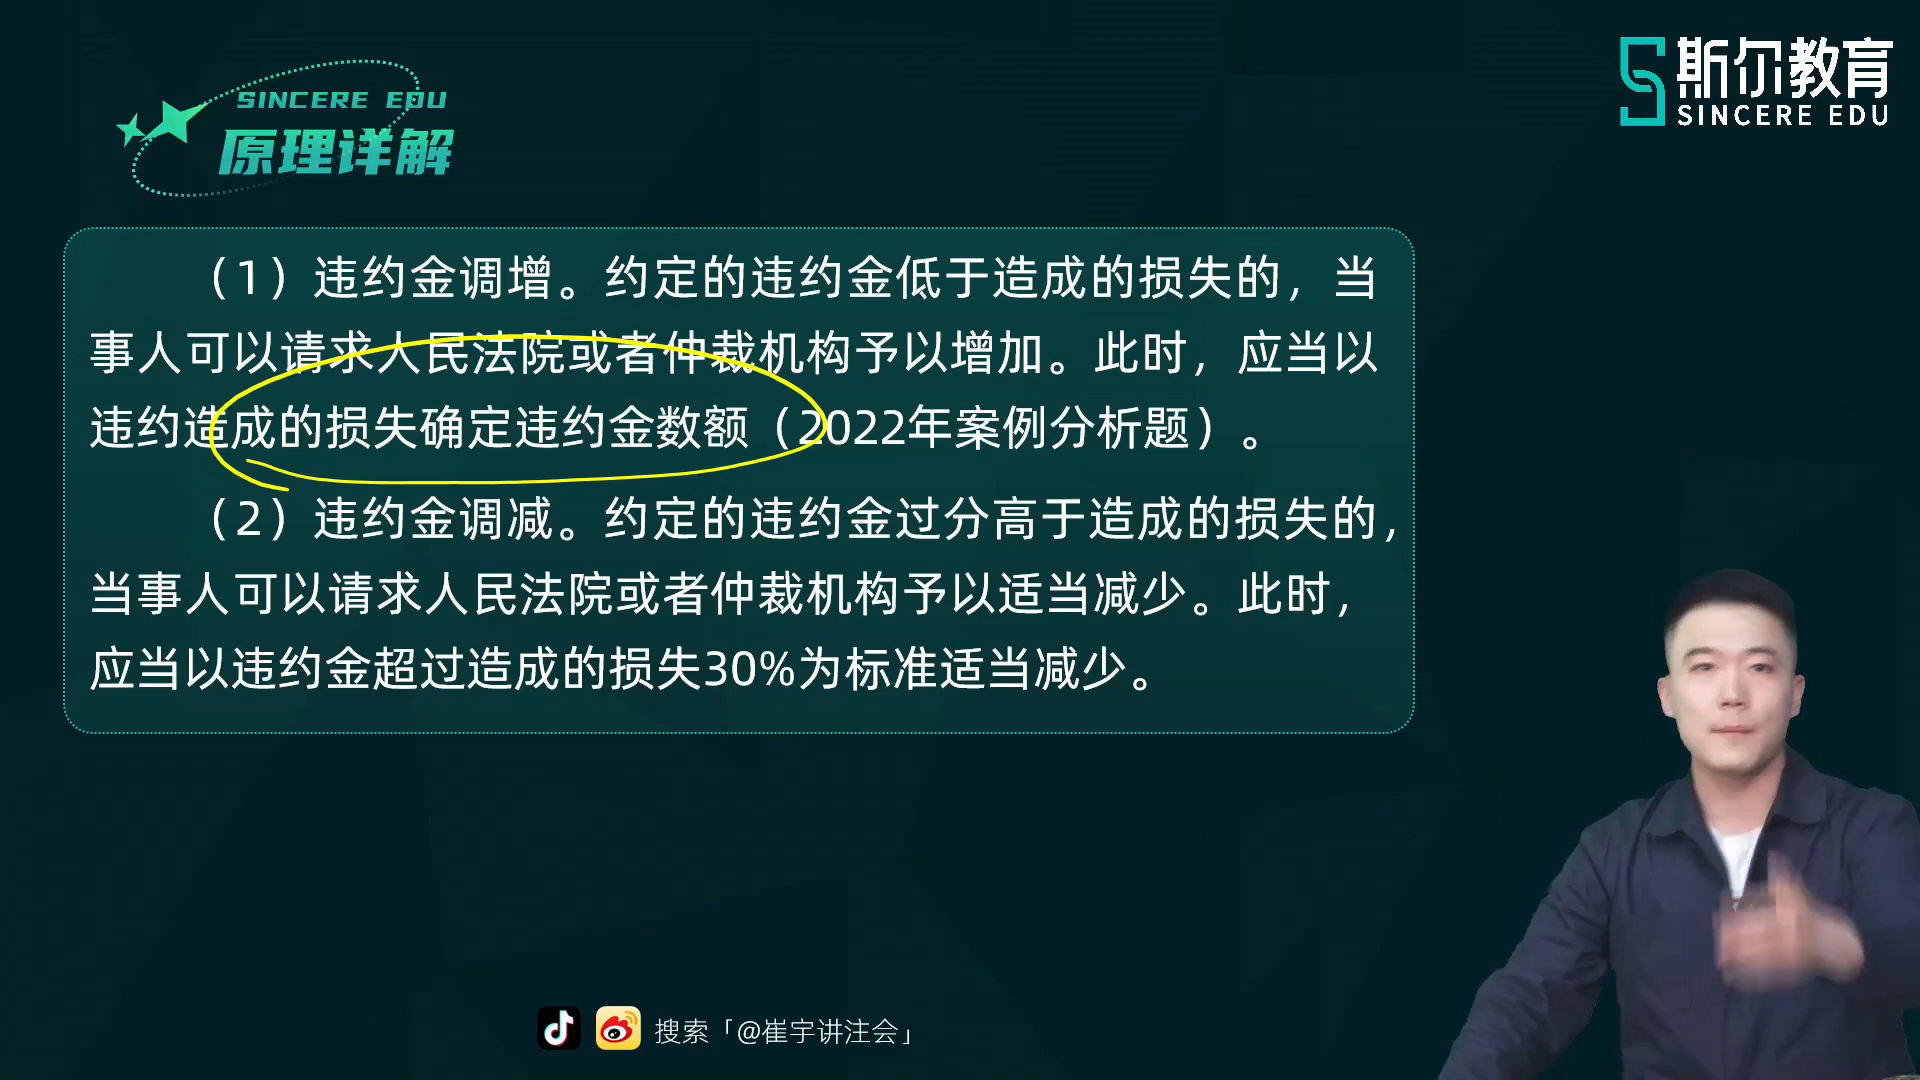 SINCERE EDU
原理详解
斯尔教育
SINCERE EDU
（1）违约金调增。约定的违约金低于造成的损失的，当
事人可以请求人民法院或者仲裁机构予以增加。此时，应当以
违约造成的损失确定违约金数额（2022年案例分析题）。
（2）违约金调减。约定的违约金过分高于造成的损失的，
当事人可以请求人民法院或者仲裁机构予以适当减少。此时，
应当以违约金超过造成的损失30%为标准适当减少。
搜索「@崔宇讲注会」